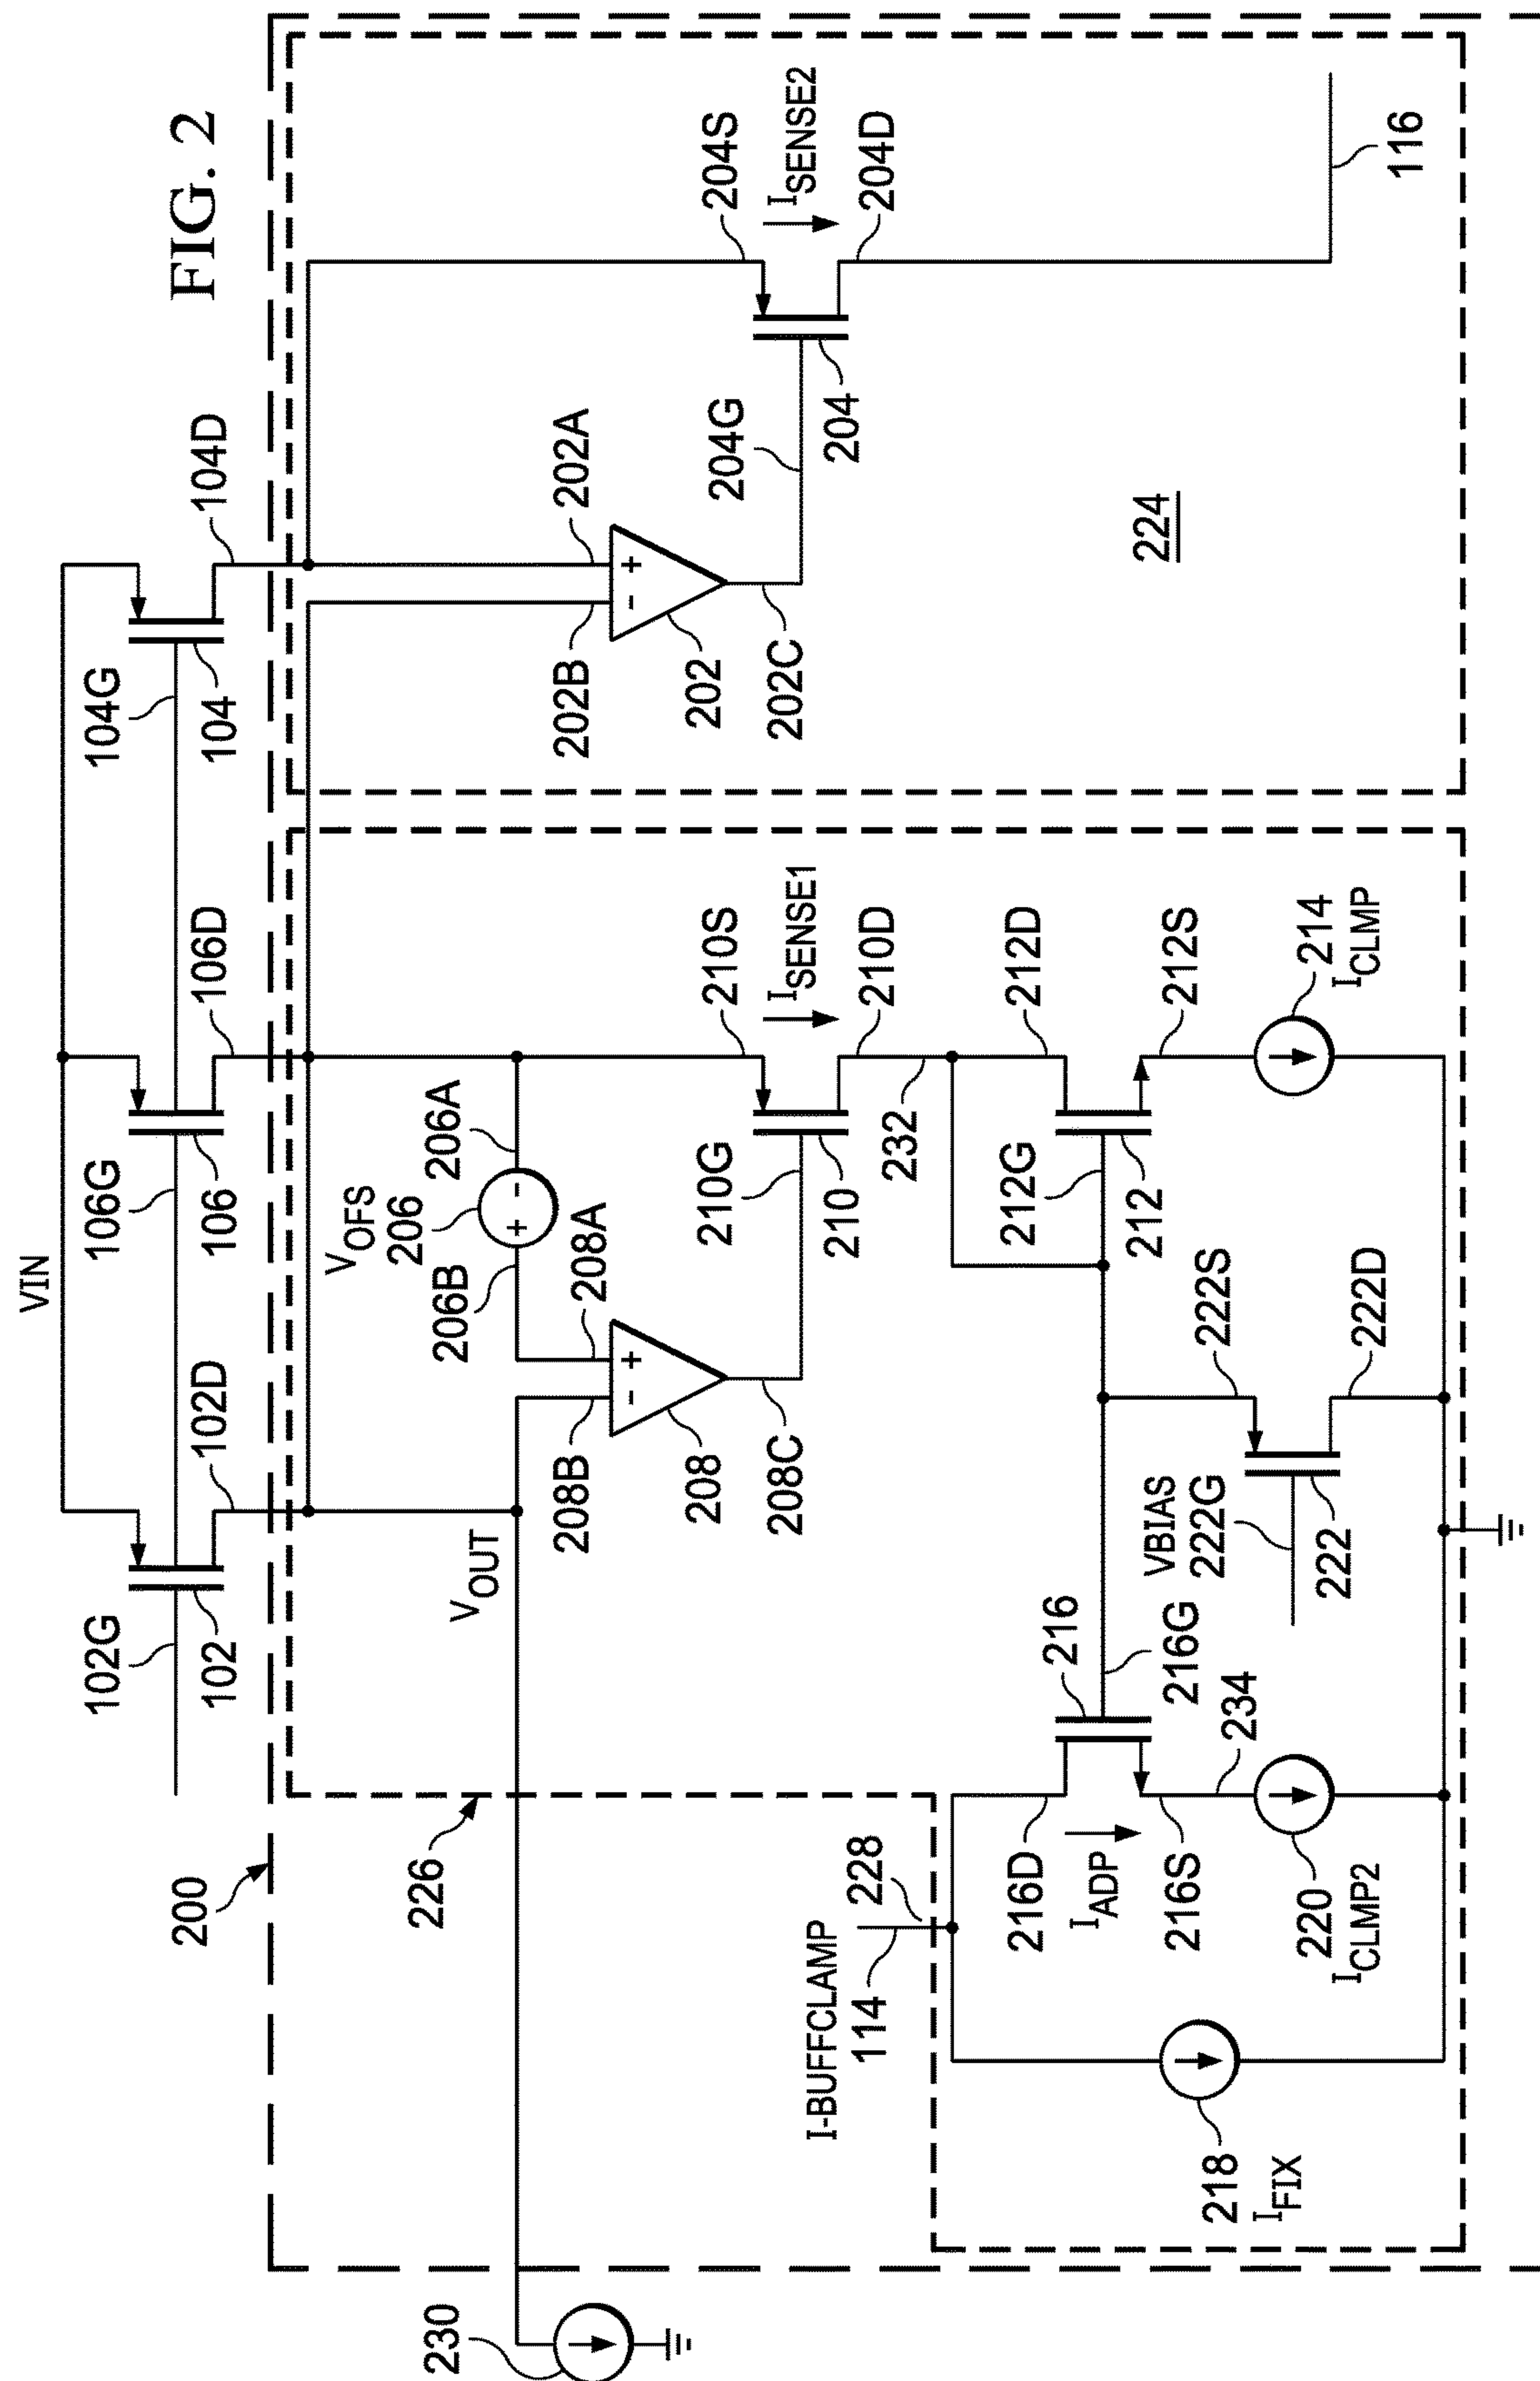 FIG. 2
VIN
102G
102
102D
106G
106
106D
104G
104
104D
200
226
VOUT
VOFS
206
206A
206B
208A
208B
208
208C
210S
210G
210
210D
ISENSE1
232
212D
212G
212
212S
214
ICLMP
202A
202B
202
202C
204S
204G
204
204D
ISENSE2
224
116
222S
222D
VBIAS
222G
222
216
216G
216D
IADP
216S
234
220
ICLMP2
228
I-BUFFCLAMP
114
218
IFIX
230
+
-
+
-
+
-